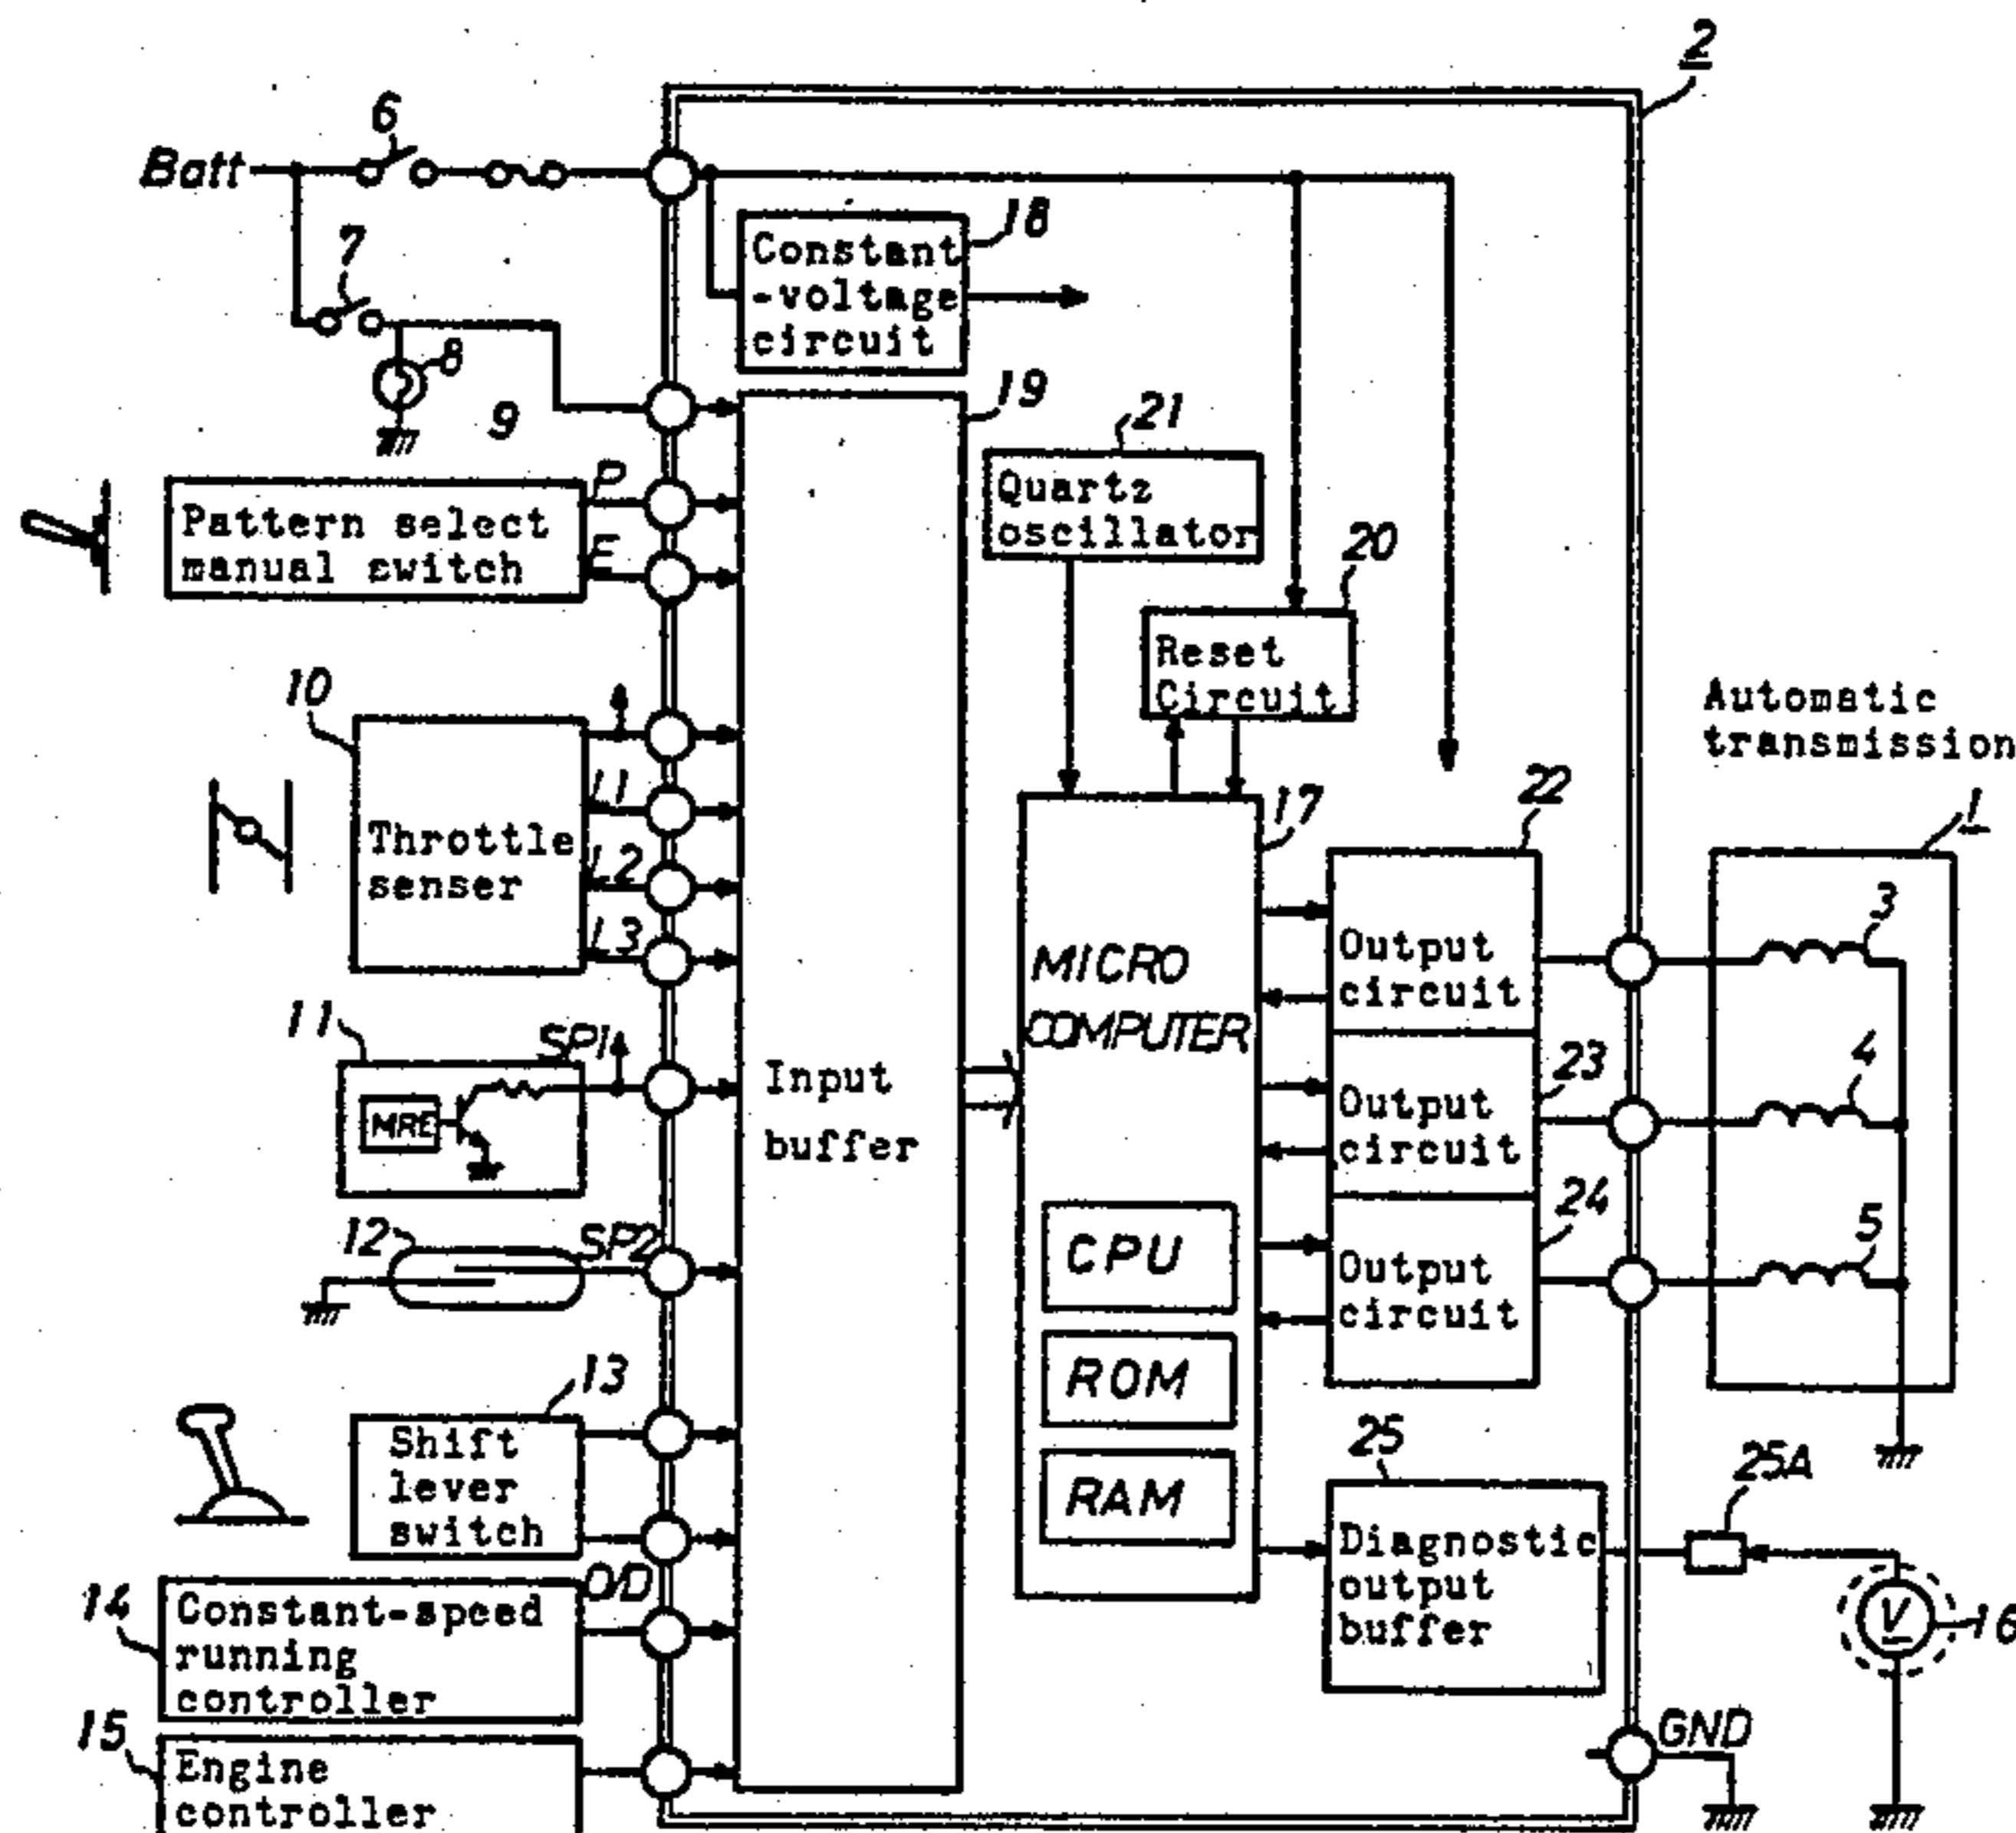 2
6
Batt
7
18
Constant
-voltage
circuit
8
9
19
21
P
Pattern select
manual switch
E
Quartz
oscillator
20
Reset
Circuit
10
Automatic
transmission
L1
Throttle
senser
L2
L3
17
22
1
3
MICRO
COMPUTER
Output
circuit
11
SP1
MRE
Input
buffer
23
4
Output
circuit
12
SP2
24
5
CPU
Output
circuit
ROM
RAM
13
Shift
lever
switch
25
25A
Diagnostic
output
buffer
O/D
14
Constant-speed
running
controller
V
16
15
Engine
controller
GND